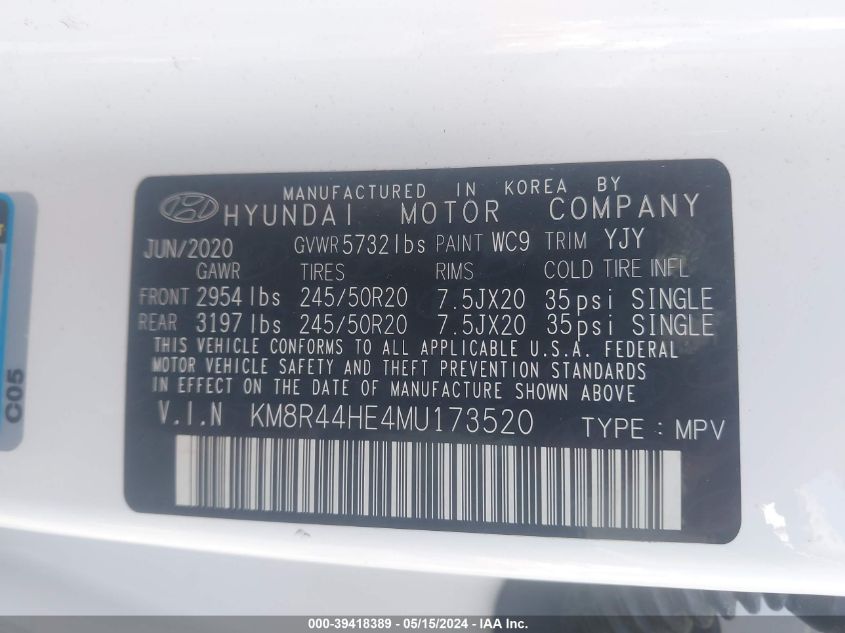 MANUFACTURED IN KOREA BY
HYUNDAI MOTOR COMPANY
JUN/2020 GVWR 5732 lbs PAINT WC9 TRIM YJY
GAWR TIRES RIMS COLD TIRE INFL
FRONT 2954 lbs 245/50R20 7.5JX20 35psi SINGLE
REAR 3197 lbs 245/50R20 7.5JX20 35psi SINGLE
THIS VEHICLE CONFORMS TO ALL APPLICABLE U.S.A. FEDERAL
MOTOR VEHICLE SAFETY AND THEFT PREVENTION STANDARDS
IN EFFECT ON THE DATE OF MANUFACTURE SHOWN ABOVE
V.I.N KM8R44HE4MU173520 TYPE : MPV
C05
000-39418389 - 05/15/2024 - IAA Inc.